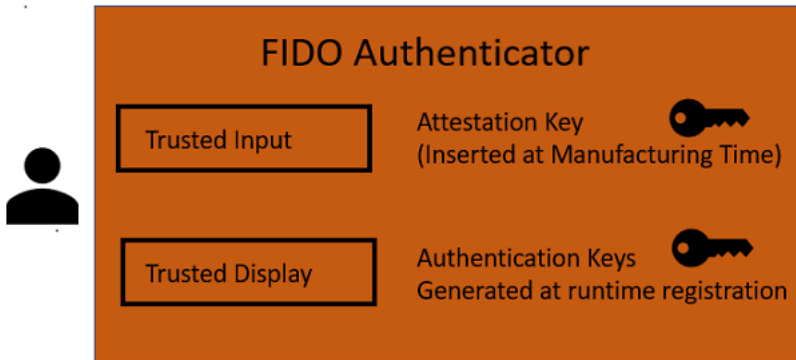 FIDO Authenticator
Trusted Input
Attestation Key
(Inserted at Manufacturing Time)
Trusted Display
Authentication Keys
Generated at runtime registration